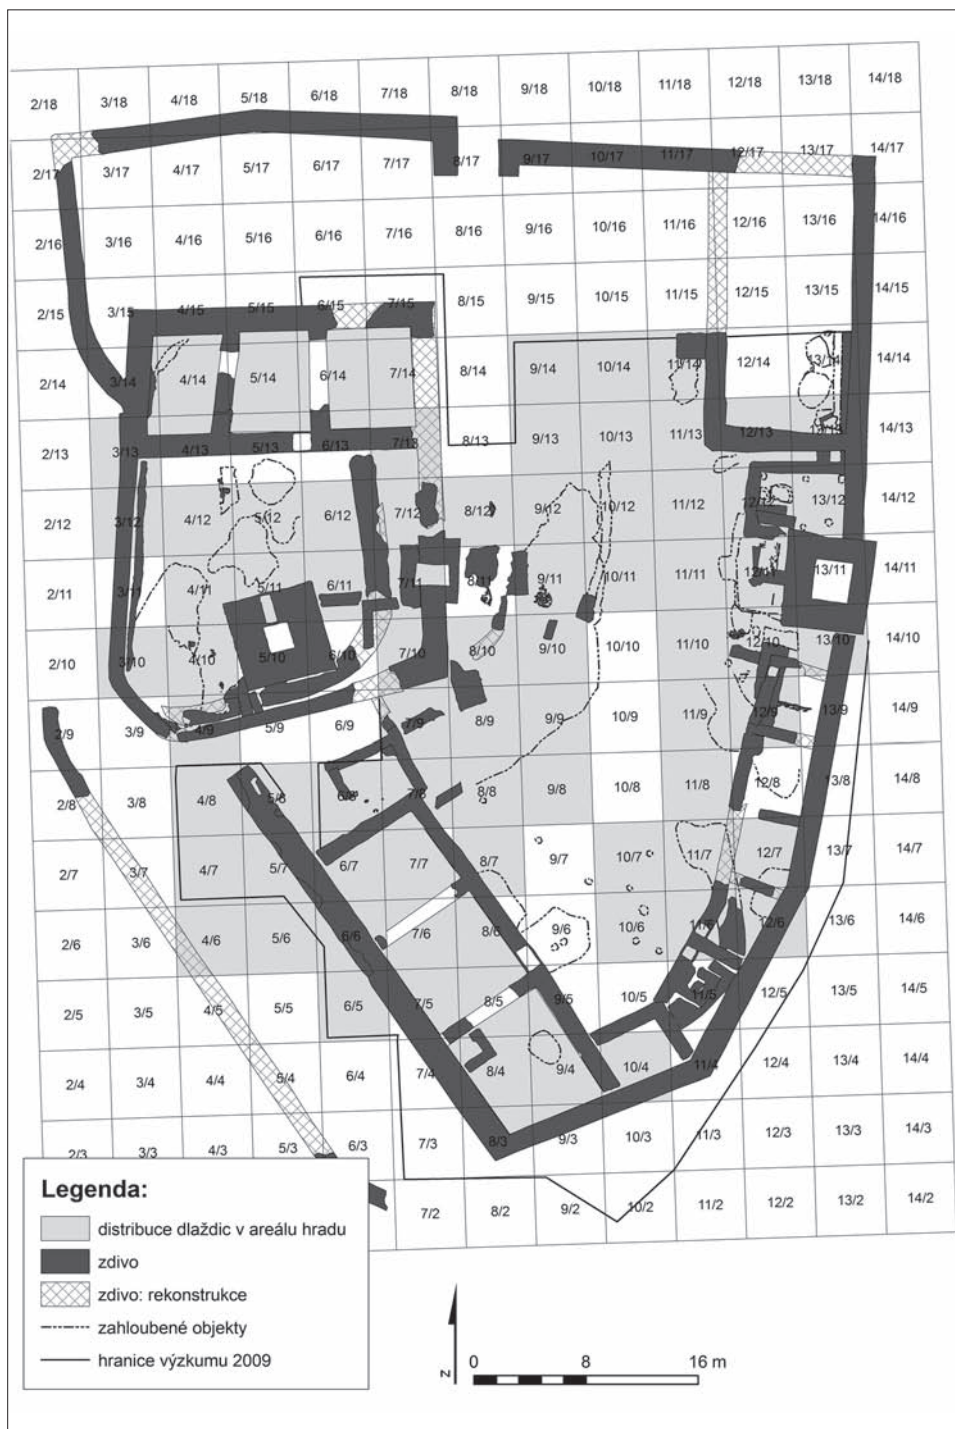 2/18 3/18 4/18 5/18 6/18 7/18 8/18 9/18 10/18 11/18 12/18 13/18 14/18
2/17 3/17 4/17 5/17 6/17 7/17 8/17 9/17 10/17 11/17 12/17 13/17 14/17
2/16 3/16 4/16 5/16 6/16 7/16 8/16 9/16 10/16 11/16 12/16 13/16 14/16
2/15 3/15 4/15 5/15 6/15 7/15 8/15 9/15 10/15 11/15 12/15 13/15 14/15
2/14 3/14 4/14 5/14 6/14 7/14 8/14 9/14 10/14 11/14 12/14 13/14 14/14
2/13 3/13 4/13 5/13 6/13 7/13 8/13 9/13 10/13 11/13 12/13 13/13 14/13
2/12 3/12 4/12 5/12 6/12 7/12 8/12 9/12 10/12 11/12 12/12 13/12 14/12
2/11 3/11 4/11 5/11 6/11 7/11 8/11 9/11 10/11 11/11 12/11 13/11 14/11
2/10 3/10 4/10 5/10 6/10 7/10 8/10 9/10 10/10 11/10 12/10 13/10 14/10
2/9 3/9 4/9 5/9 6/9 7/9 8/9 9/9 10/9 11/9 12/9 13/9 14/9
2/8 3/8 4/8 5/8 6/8 7/8 8/8 9/8 10/8 11/8 12/8 13/8 14/8
2/7 3/7 4/7 5/7 6/7 7/7 8/7 9/7 10/7 11/7 12/7 13/7 14/7
2/6 3/6 4/6 5/6 6/6 7/6 8/6 9/6 10/6 11/6 12/6 13/6 14/6
2/5 3/5 4/5 5/5 6/5 7/5 8/5 9/5 10/5 11/5 12/5 13/5 14/5
2/4 3/4 4/4 5/4 6/4 7/4 8/4 9/4 10/4 11/4 12/4 13/4 14/4
2/3 3/3 4/3 5/3 6/3 7/3 8/3 9/3 10/3 11/3 12/3 13/3 14/3
7/2 8/2 9/2 10/2 11/2 12/2 13/2 14/2
Legenda:
distribuce dlaždic v areálu hradu
zdivo
zdivo: rekonstrukce
zahloubené objekty
hranice výzkumu 2009
z
0 8 16 m